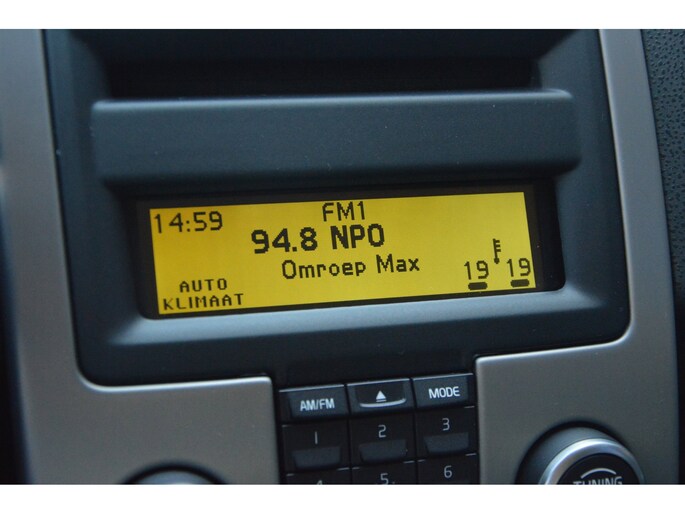 14:59 FM1
94.8 NPO
Omroep Max
19 19
AUTO
KLIMAAT
AM/FM MODE
1 2 3
4 5 6
TUNING